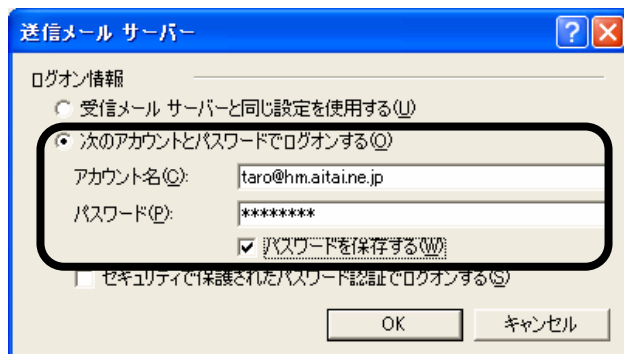 送信メール サーバー
ログオン情報
受信メール サーバーと同じ設定を使用する(U)
次のアカウントとパスワードでログオンする(O)
アカウント名(C): taro@hm.aitai.ne.jp
パスワード(P): ********
パスワードを保存する(W)
セキュリティで保護されたパスワード認証でログオンする(S)
OK キャンセル